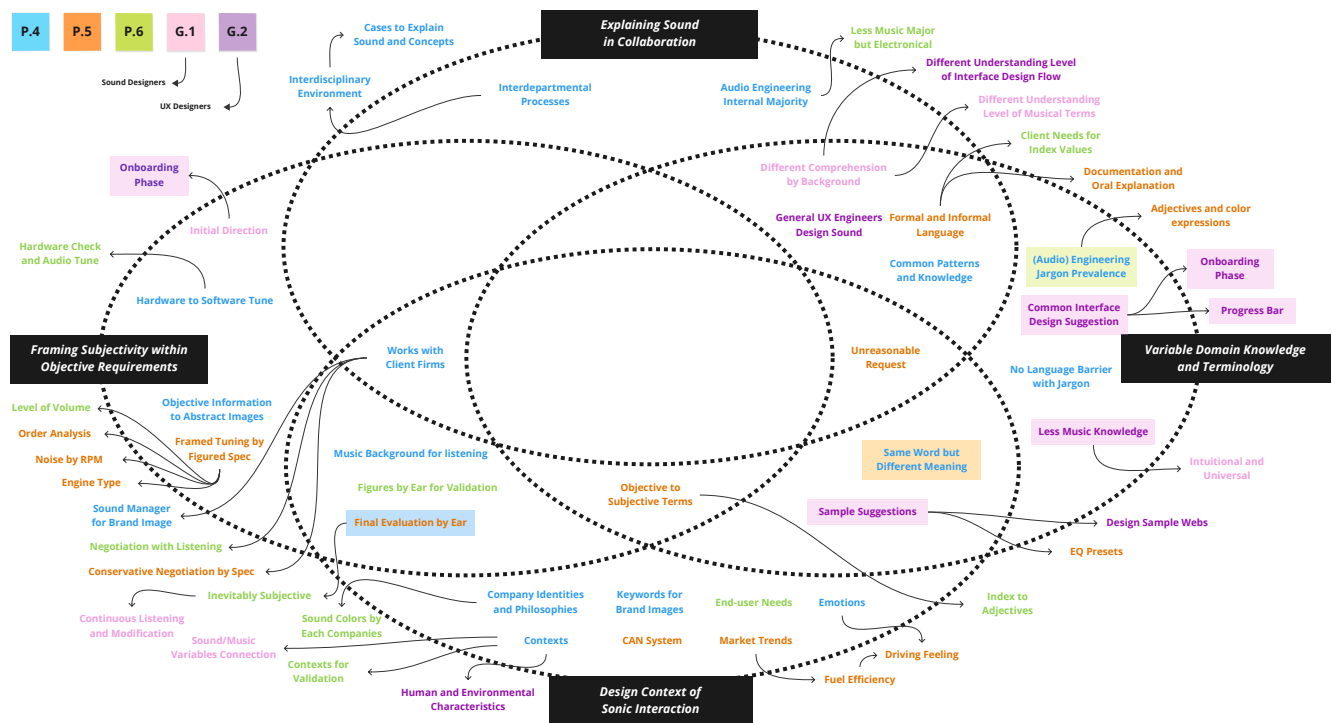 P.4
P.5
P.6
G.1
G.2
Sound Designers
UX Designers
Explaining Sound
in Collaboration
Cases to Explain
Sound and Concepts
Interdisciplinary
Environment
Interdepartmental
Processes
Audio Engineering
Internal Majority
Less Music Major
but Electronical
Different Understanding Level
of Interface Design Flow
Different Understanding
Level of Musical Terms
Client Needs for
Index Values
Different Comprehension
by Background
Documentation and
Oral Explanation
Adjectives and color
expressions
General UX Engineers
Design Sound
Formal and Informal
Language
Common Patterns
and Knowledge
(Audio) Engineering
Jargon Prevalence
Onboarding
Phase
Common Interface
Design Suggestion
Progress Bar
Onboarding
Phase
Initial Direction
Hardware Check
and Audio Tune
Hardware to Software Tune
Framing Subjectivity within
Objective Requirements
Variable Domain Knowledge
and Terminology
Works with
Client Firms
Unreasonable
Request
No Language Barrier
with Jargon
Level of Volume
Objective Information
to Abstract Images
Order Analysis
Framed Tuning by
Figured Spec
Noise by RPM
Engine Type
Sound Manager
for Brand Image
Negotiation with Listening
Conservative Negotiation by Spec
Music Background for listening
Figures by Ear for Validation
Final Evaluation by Ear
Objective to
Subjective Terms
Same Word but
Different Meaning
Less Music Knowledge
Intuitional and
Universal
Sample Suggestions
Design Sample Webs
EQ Presets
Inevitably Subjective
Continuous Listening
and Modification
Sound Colors by
Each Companies
Sound/Music
Variables Connection
Contexts for
Validation
Company Identities
and Philosophies
Keywords for
Brand Images
End-user Needs
Emotions
Index to
Adjectives
Contexts
CAN System
Market Trends
Driving Feeling
Fuel Efficiency
Human and Environmental
Characteristics
Design Context of
Sonic Interaction